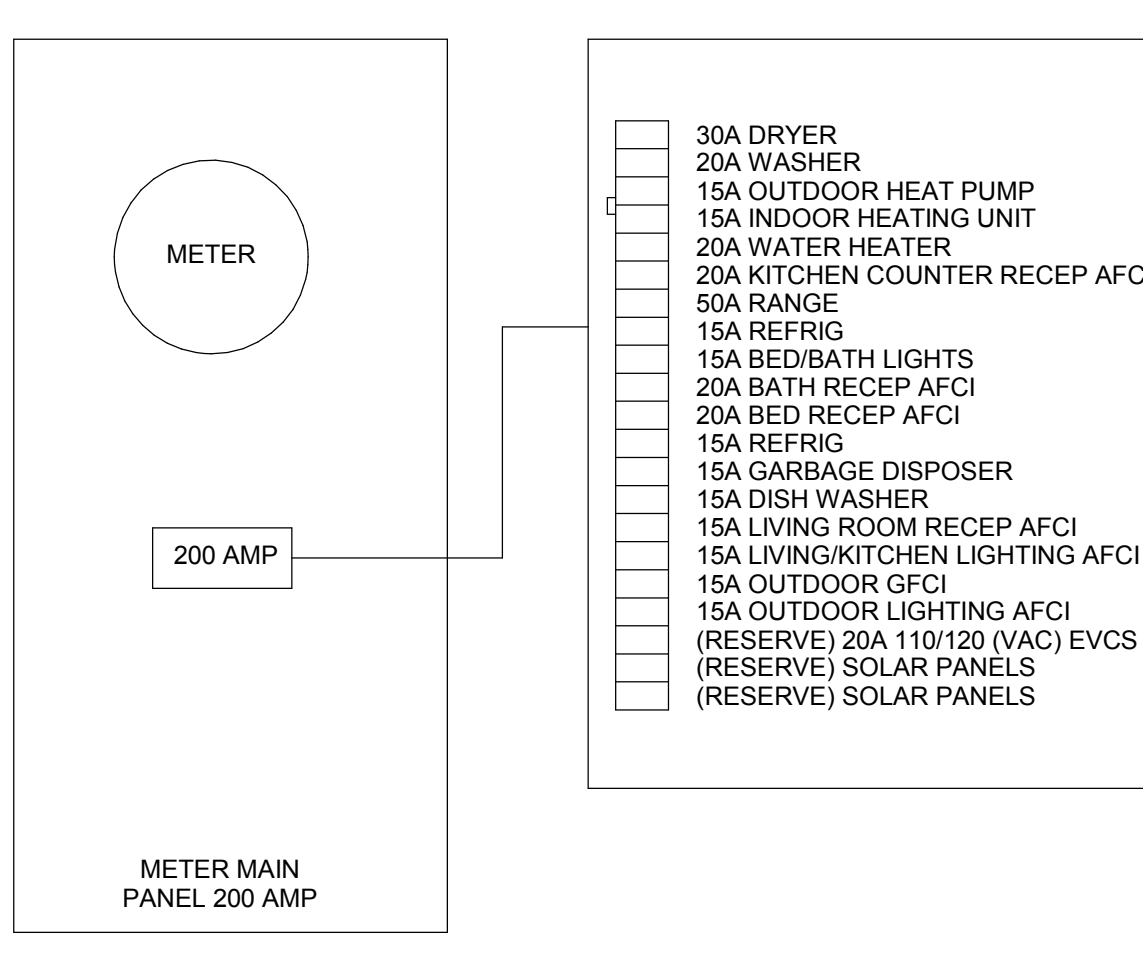 METER
200 AMP
METER MAIN
PANEL 200 AMP
30A DRYER
20A WASHER
15A OUTDOOR HEAT PUMP
15A INDOOR HEATING UNIT
20A WATER HEATER
20A KITCHEN COUNTER RECEP AFC
50A RANGE
15A REFRIG
15A BED/BATH LIGHTS
20A BATH RECEP AFCI
20A BED RECEP AFCI
15A REFRIG
15A GARBAGE DISPOSER
15A DISH WASHER
15A LIVING ROOM RECEP AFCI
15A LIVING/KITCHEN LIGHTING AFCI
15A OUTDOOR GFCI
15A OUTDOOR LIGHTING AFCI
(RESERVE) 20A 110/120 (VAC) EVCS
(RESERVE) SOLAR PANELS
(RESERVE) SOLAR PANELS